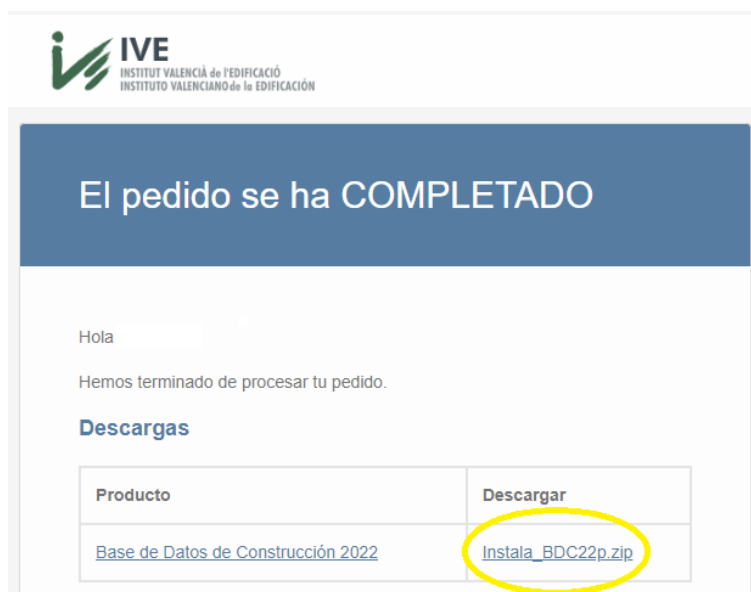 IVE
INSTITUT VALENCIÀ de l'EDIFICACIÓ
INSTITUTO VALENCIANO de la EDIFICACIÓN
El pedido se ha COMPLETADO
Hola
Hemos terminado de procesar tu pedido.
Descargas
Producto Descargar
Base de Datos de Construcción 2022 Instala_BDC22p.zip